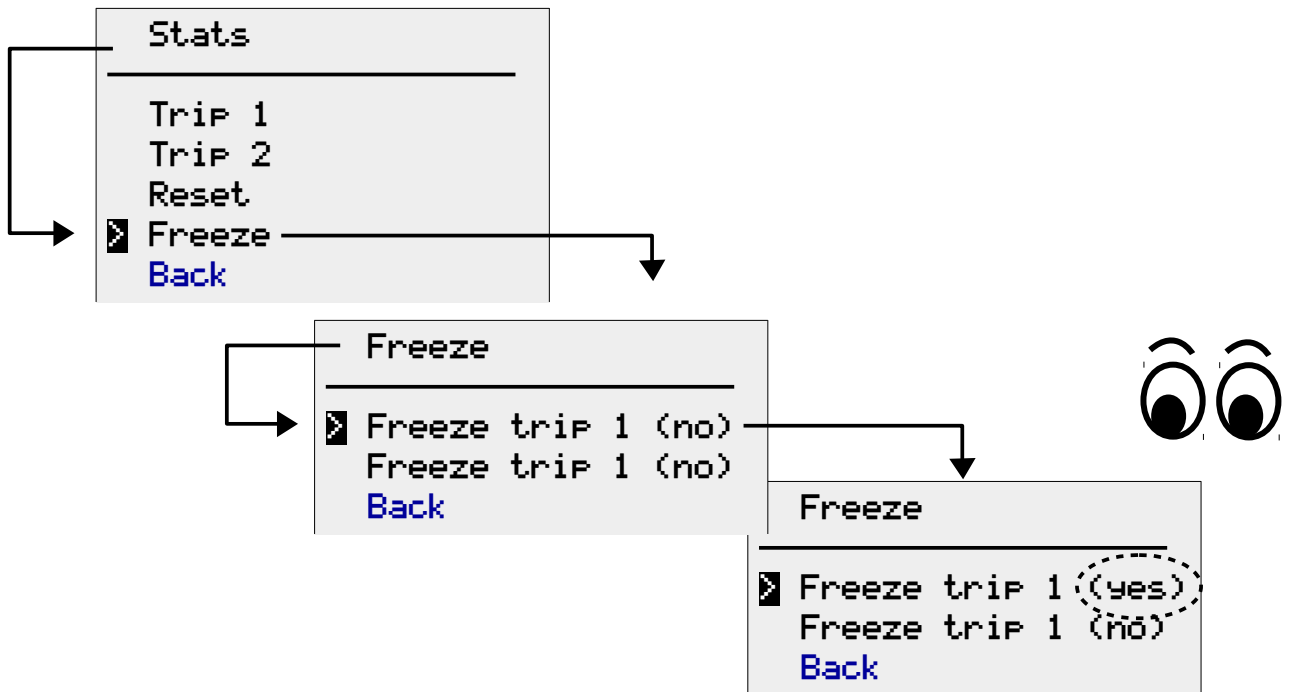 Stats
Trip 1
Trip 2
Reset
> Freeze
Back
Freeze
> Freeze trip 1 (no)
Freeze trip 1 (no)
Back
Freeze
> Freeze trip 1 (yes)
Freeze trip 1 (no)
Back